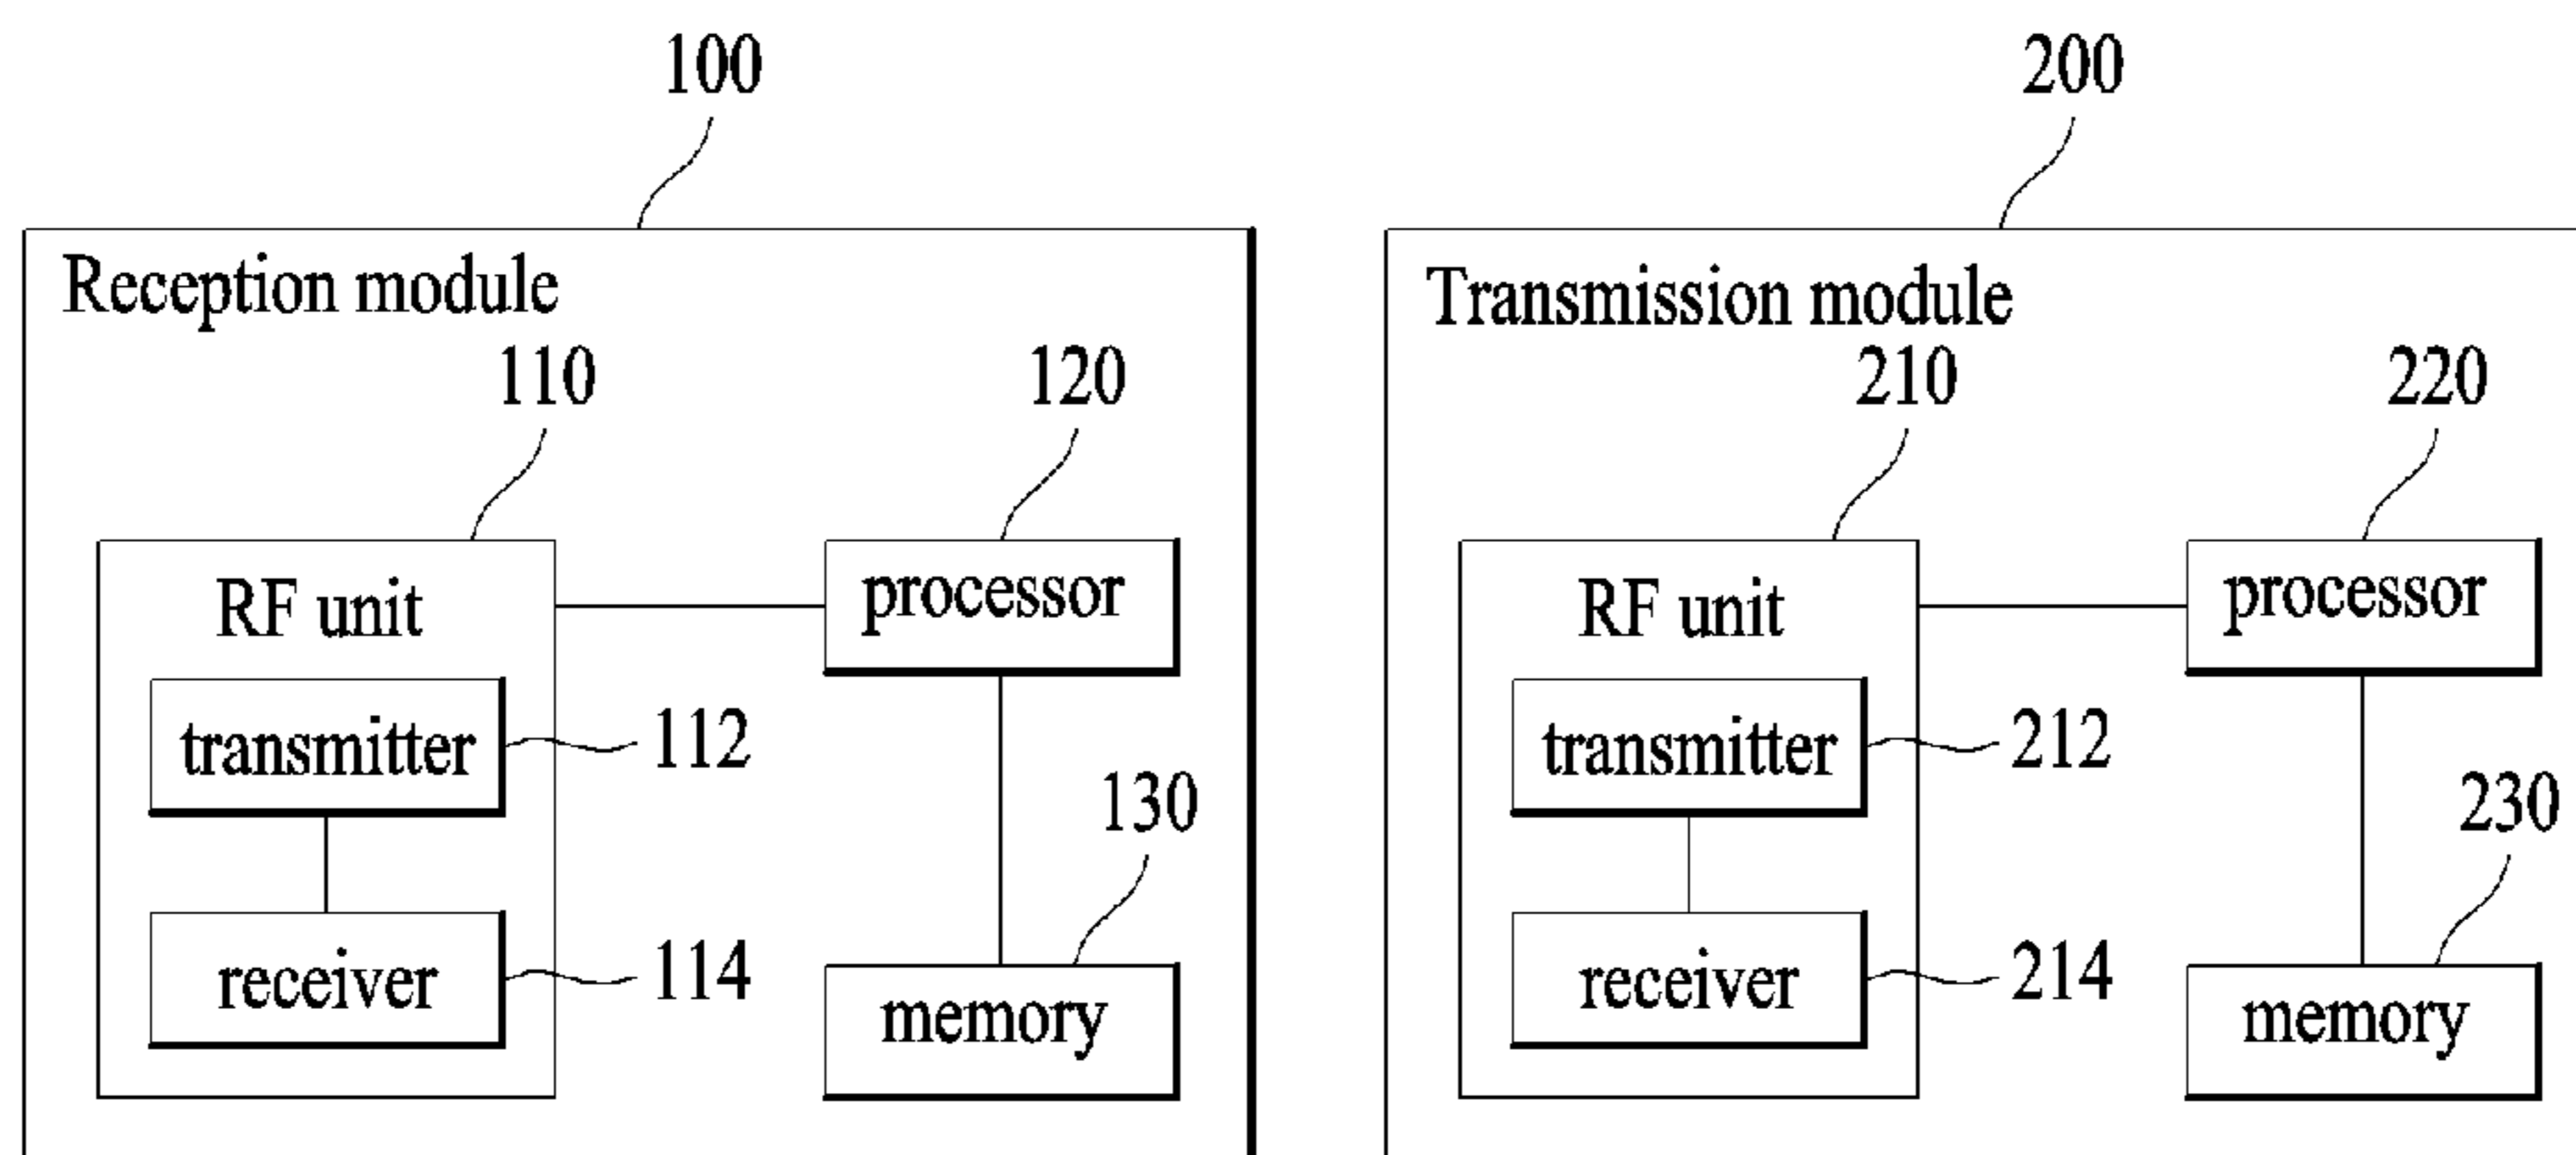 100
200
Reception module
Transmission module
110
120
210
220
RF unit
processor
RF unit
processor
transmitter
112
transmitter
212
130
230
receiver
114
memory
receiver
214
memory